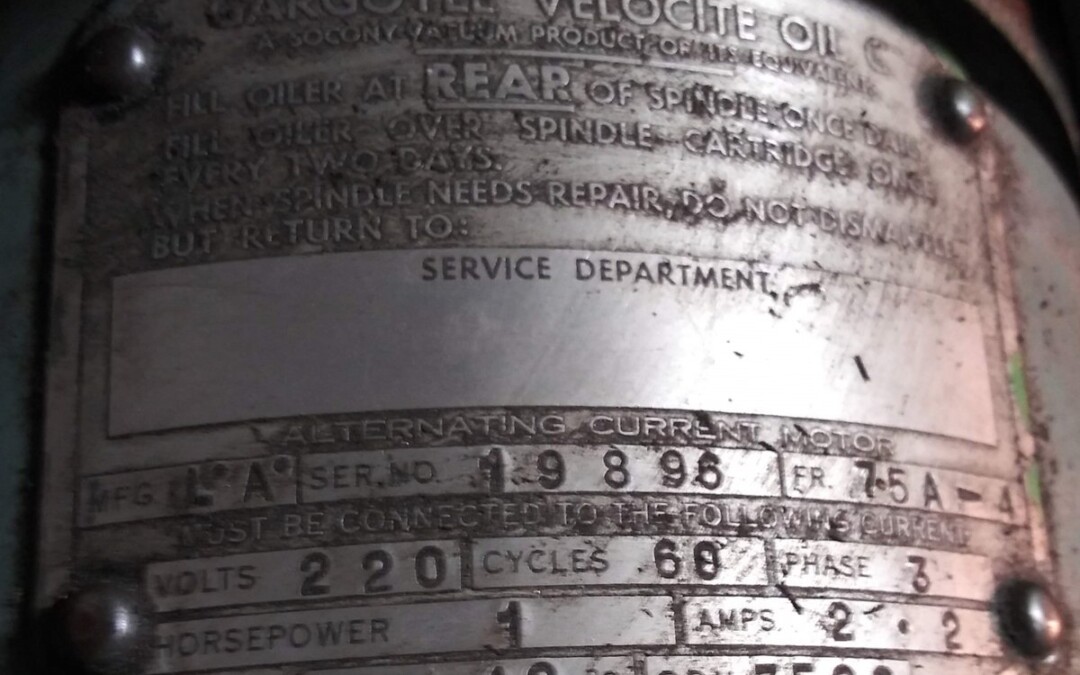 GARGOYLE VELOCITE OIL C
A SOCONY VACUUM PRODUCT OR ITS EQUIVALENT
FILL OILER AT REAR OF SPINDLE ONCE DAILY
FILL OILER OVER SPINDLE CARTRIDGE ONCE
EVERY TWO DAYS.
WHEN SPINDLE NEEDS REPAIR, DO NOT DISMANTLE
BUT RETURN TO:
SERVICE DEPARTMENT
ALTERNATING CURRENT MOTOR
MFG L A SER. NO. 19896 FR. 7.5A-4
MUST BE CONNECTED TO THE FOLLOWING CURRENT
VOLTS 220 CYCLES 60 PHASE 3
HORSEPOWER 1 AMPS. 2.2